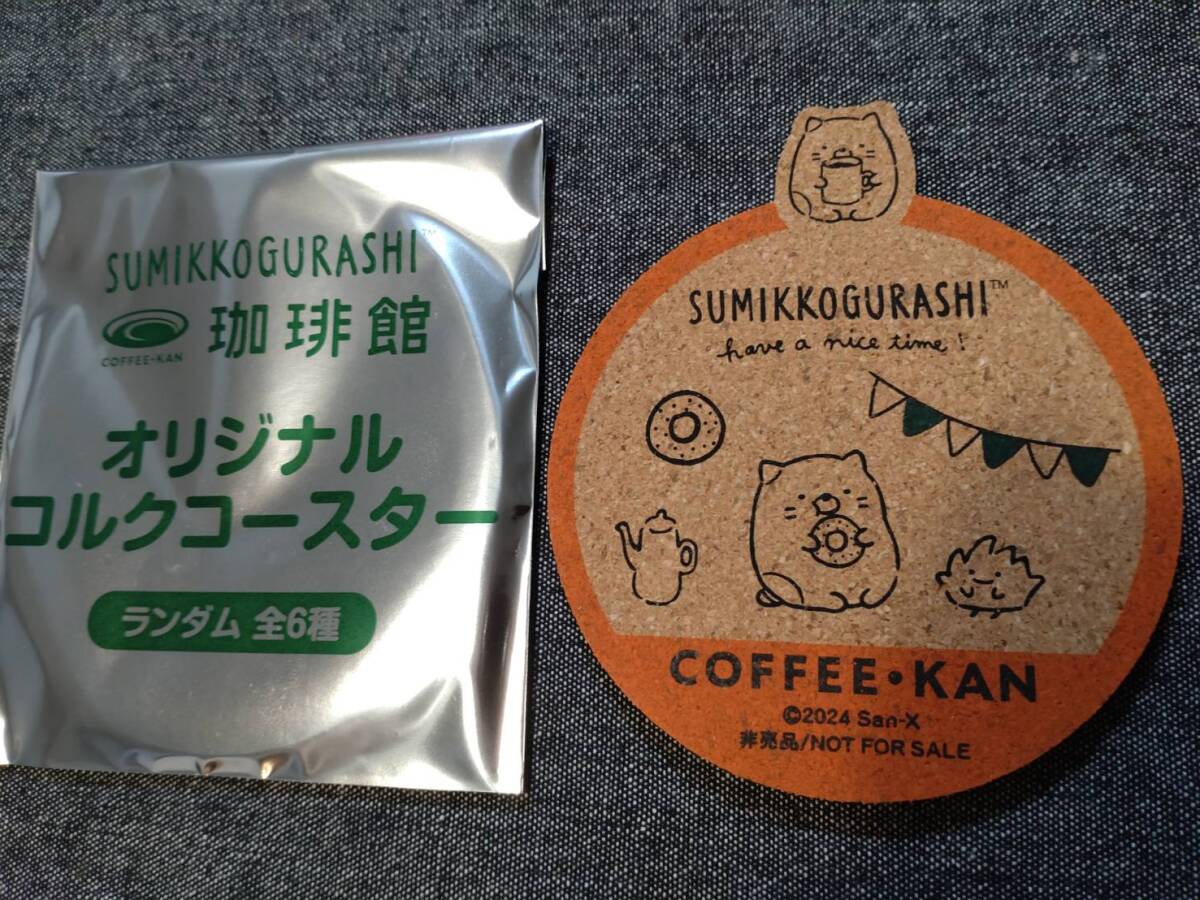 SUMIKKOGURASHI™
COFFEE-KAN
珈琲館
オリジナル
コルクコースター
ランダム 全6種
SUMIKKOGURASHI™
have a nice time!
COFFEE・KAN
©2024 San-X
非売品/NOT FOR SALE